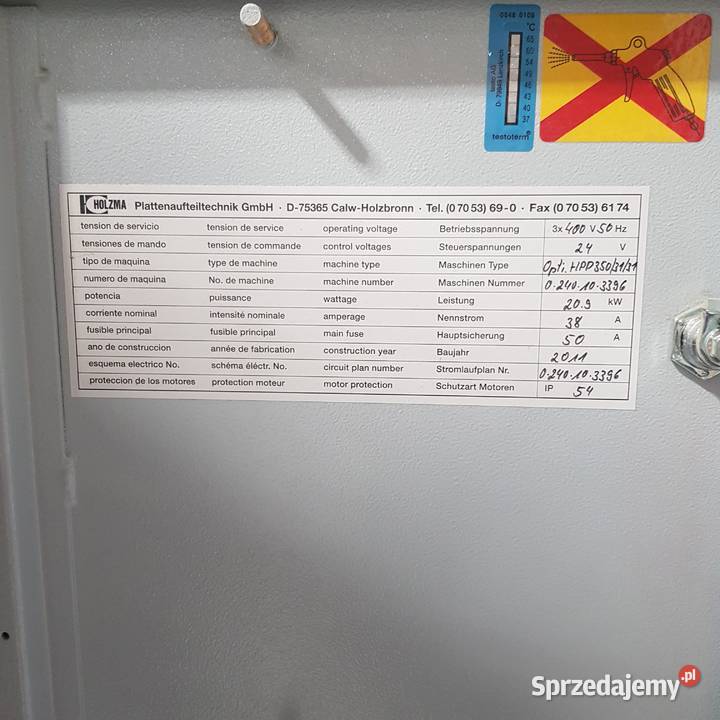 0048 0108
°C
65
60
54
49
46
43
40
37
testo AG
D-79849 Lenzkirch
testoterm®
HOLZMA Plattenaufteiltechnik GmbH · D-75365 Calw-Holzbronn · Tel. (0 70 53) 69-0 · Fax (0 70 53) 61 74
tension de servicio tension de service operating voltage Betriebsspannung 3x 400 V 50 Hz
tensiones de mando tension de commande control voltages Steuerspannungen 24 V
tipo de maquina type de machine machine type Maschinen Type Opti. HPP350/31/31
numero de maquina No. de machine machine number Maschinen Nummer 0-240-10-3396
potencia puissance wattage Leistung 20.9 kW
corriente nominal intensité nominale amperage Nennstrom 38 A
fusible principal fusible principal main fuse Hauptsicherung 50 A
ano de construccion année de fabrication construction year Baujahr 2011
esquema electrico No. schéma éléctr. No. circuit plan number Stromlaufplan Nr. 0-240-10-3396
proteccion de los motores protection moteur motor protection Schutzart Motoren IP 54
Sprzedajemy.pl